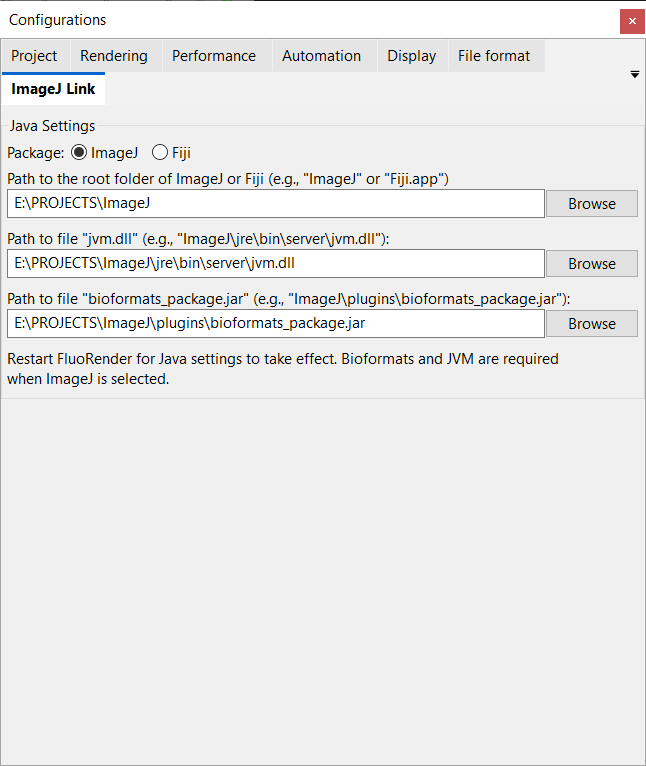 Configurations
Project Rendering Performance Automation Display File format
ImageJ Link
Java Settings
Package: ImageJ Fiji
Path to the root folder of ImageJ or Fiji (e.g., "ImageJ" or "Fiji.app")
E:\PROJECTS\ImageJ Browse
Path to file "jvm.dll" (e.g., "ImageJ\jre\bin\server\jvm.dll"):
E:\PROJECTS\ImageJ\jre\bin\server\jvm.dll Browse
Path to file "bioformats_package.jar" (e.g., "ImageJ\plugins\bioformats_package.jar"):
E:\PROJECTS\ImageJ\plugins\bioformats_package.jar Browse
Restart FluoRender for Java settings to take effect. Bioformats and JVM are required
when ImageJ is selected.